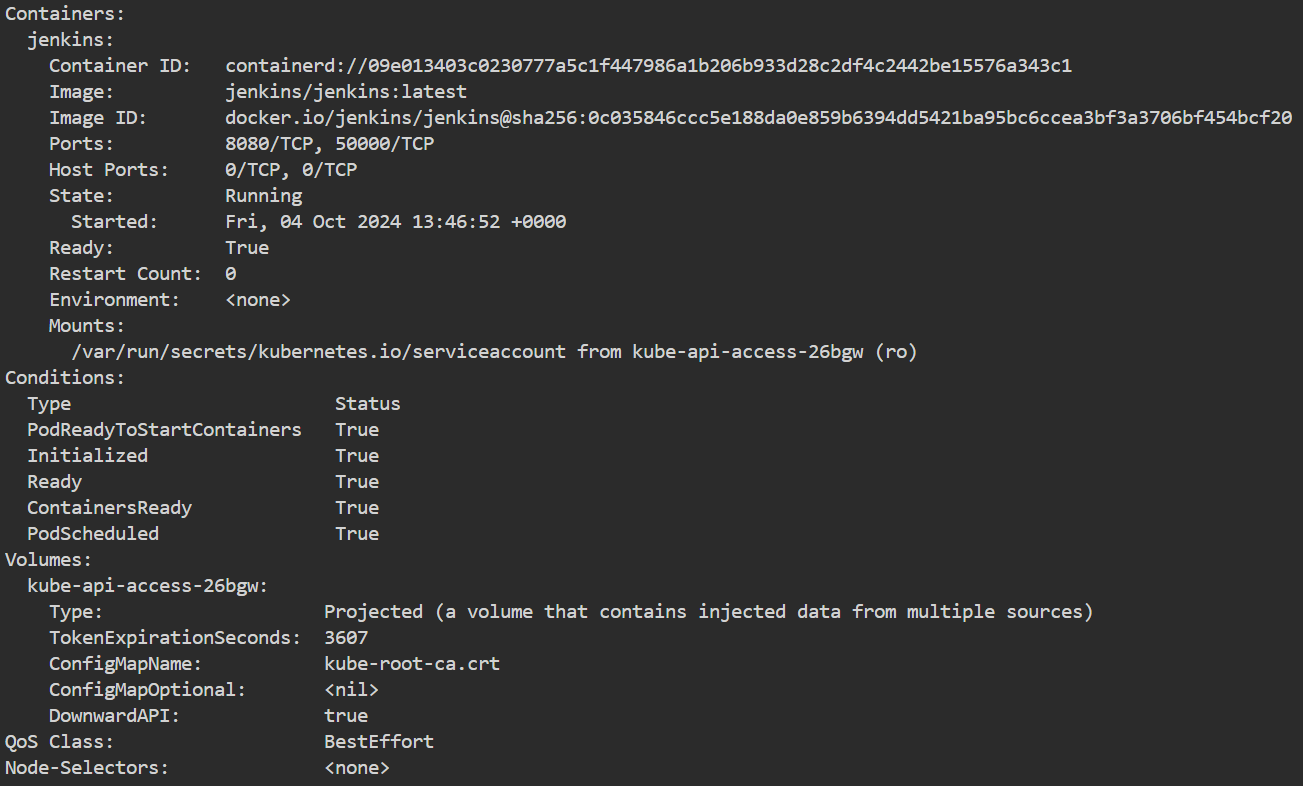 Containers:
  jenkins:
    Container ID:   containerd://09e013403c0230777a5c1f447986a1b206b933d28c2df4c2442be15576a343c1
    Image:          jenkins/jenkins:latest
    Image ID:       docker.io/jenkins/jenkins@sha256:0c035846ccc5e188da0e859b6394dd5421ba95bc6ccea3bf3a3706bf454bcf20
    Ports:          8080/TCP, 50000/TCP
    Host Ports:     0/TCP, 0/TCP
    State:          Running
      Started:      Fri, 04 Oct 2024 13:46:52 +0000
    Ready:          True
    Restart Count:  0
    Environment:    <none>
    Mounts:
      /var/run/secrets/kubernetes.io/serviceaccount from kube-api-access-26bgw (ro)
Conditions:
  Type                        Status
  PodReadyToStartContainers   True
  Initialized                 True
  Ready                       True
  ContainersReady             True
  PodScheduled                True
Volumes:
  kube-api-access-26bgw:
    Type:                    Projected (a volume that contains injected data from multiple sources)
    TokenExpirationSeconds:  3607
    ConfigMapName:           kube-root-ca.crt
    ConfigMapOptional:       <nil>
    DownwardAPI:             true
QoS Class:                   BestEffort
Node-Selectors:              <none>